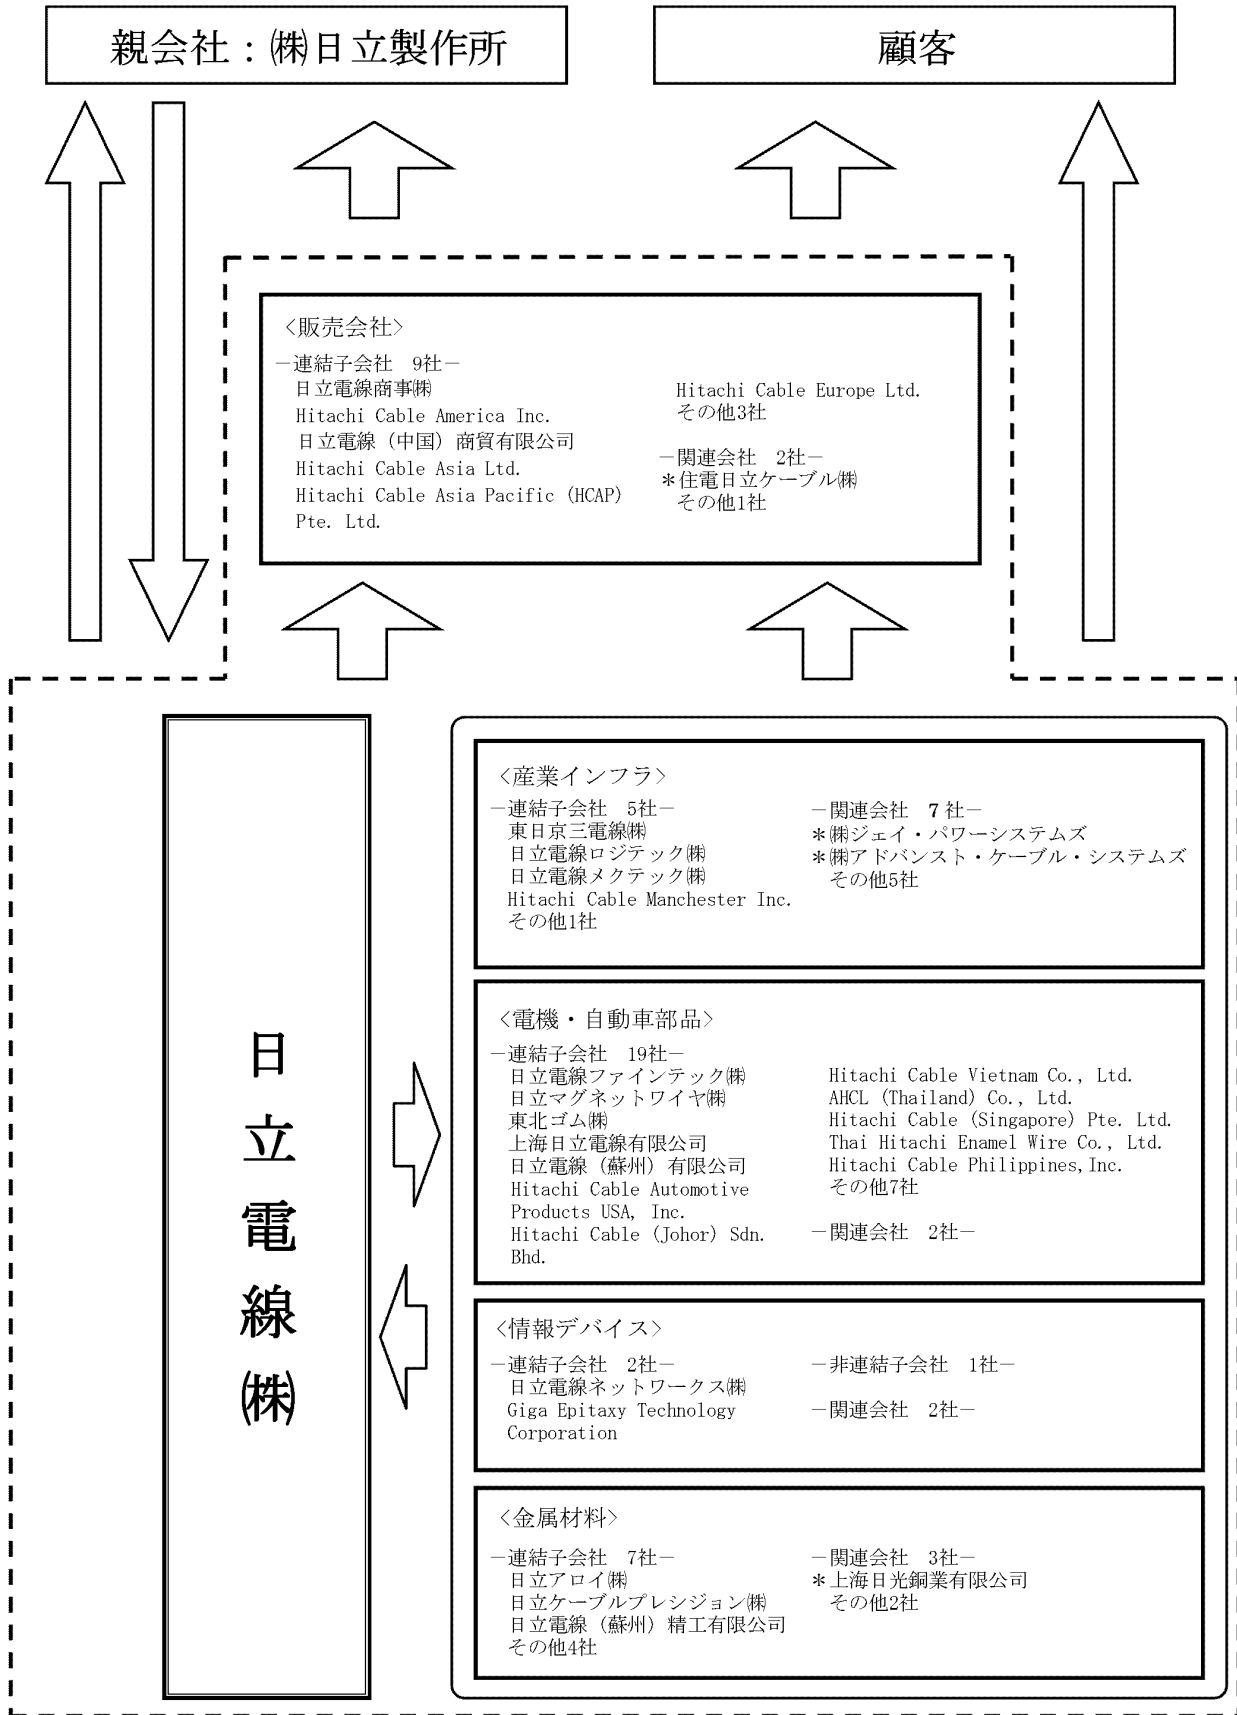 親会社：㈱日立製作所
顧客
〈販売会社〉
－連結子会社　9社－
日立電線商事㈱
Hitachi Cable America Inc.
日立電線（中国）商貿有限公司
Hitachi Cable Asia Ltd.
Hitachi Cable Asia Pacific (HCAP)
Pte. Ltd.
Hitachi Cable Europe Ltd.
その他3社
－関連会社　2社－
＊住電日立ケーブル㈱
その他1社
日立電線㈱
〈産業インフラ〉
－連結子会社　5社－
東日京三電線㈱
日立電線ロジテック㈱
日立電線メクテック㈱
Hitachi Cable Manchester Inc.
その他1社
－関連会社　7社－
＊㈱ジェイ・パワーシステムズ
＊㈱アドバンスト・ケーブル・システムズ
その他5社
〈電機・自動車部品〉
－連結子会社　19社－
日立電線ファインテック㈱
日立マグネットワイヤ㈱
東北ゴム㈱
上海日立電線有限公司
日立電線（蘇州）有限公司
Hitachi Cable Automotive
Products USA, Inc.
Hitachi Cable (Johor) Sdn.
Bhd.
Hitachi Cable Vietnam Co., Ltd.
AHCL (Thailand) Co., Ltd.
Hitachi Cable (Singapore) Pte. Ltd.
Thai Hitachi Enamel Wire Co., Ltd.
Hitachi Cable Philippines,Inc.
その他7社
－関連会社　2社－
〈情報デバイス〉
－連結子会社　2社－
日立電線ネットワークス㈱
Giga Epitaxy Technology
Corporation
－非連結子会社　1社－
－関連会社　2社－
〈金属材料〉
－連結子会社　7社－
日立アロイ㈱
日立ケーブルプレシジョン㈱
日立電線（蘇州）精工有限公司
その他4社
－関連会社　3社－
＊上海日光銅業有限公司
その他2社